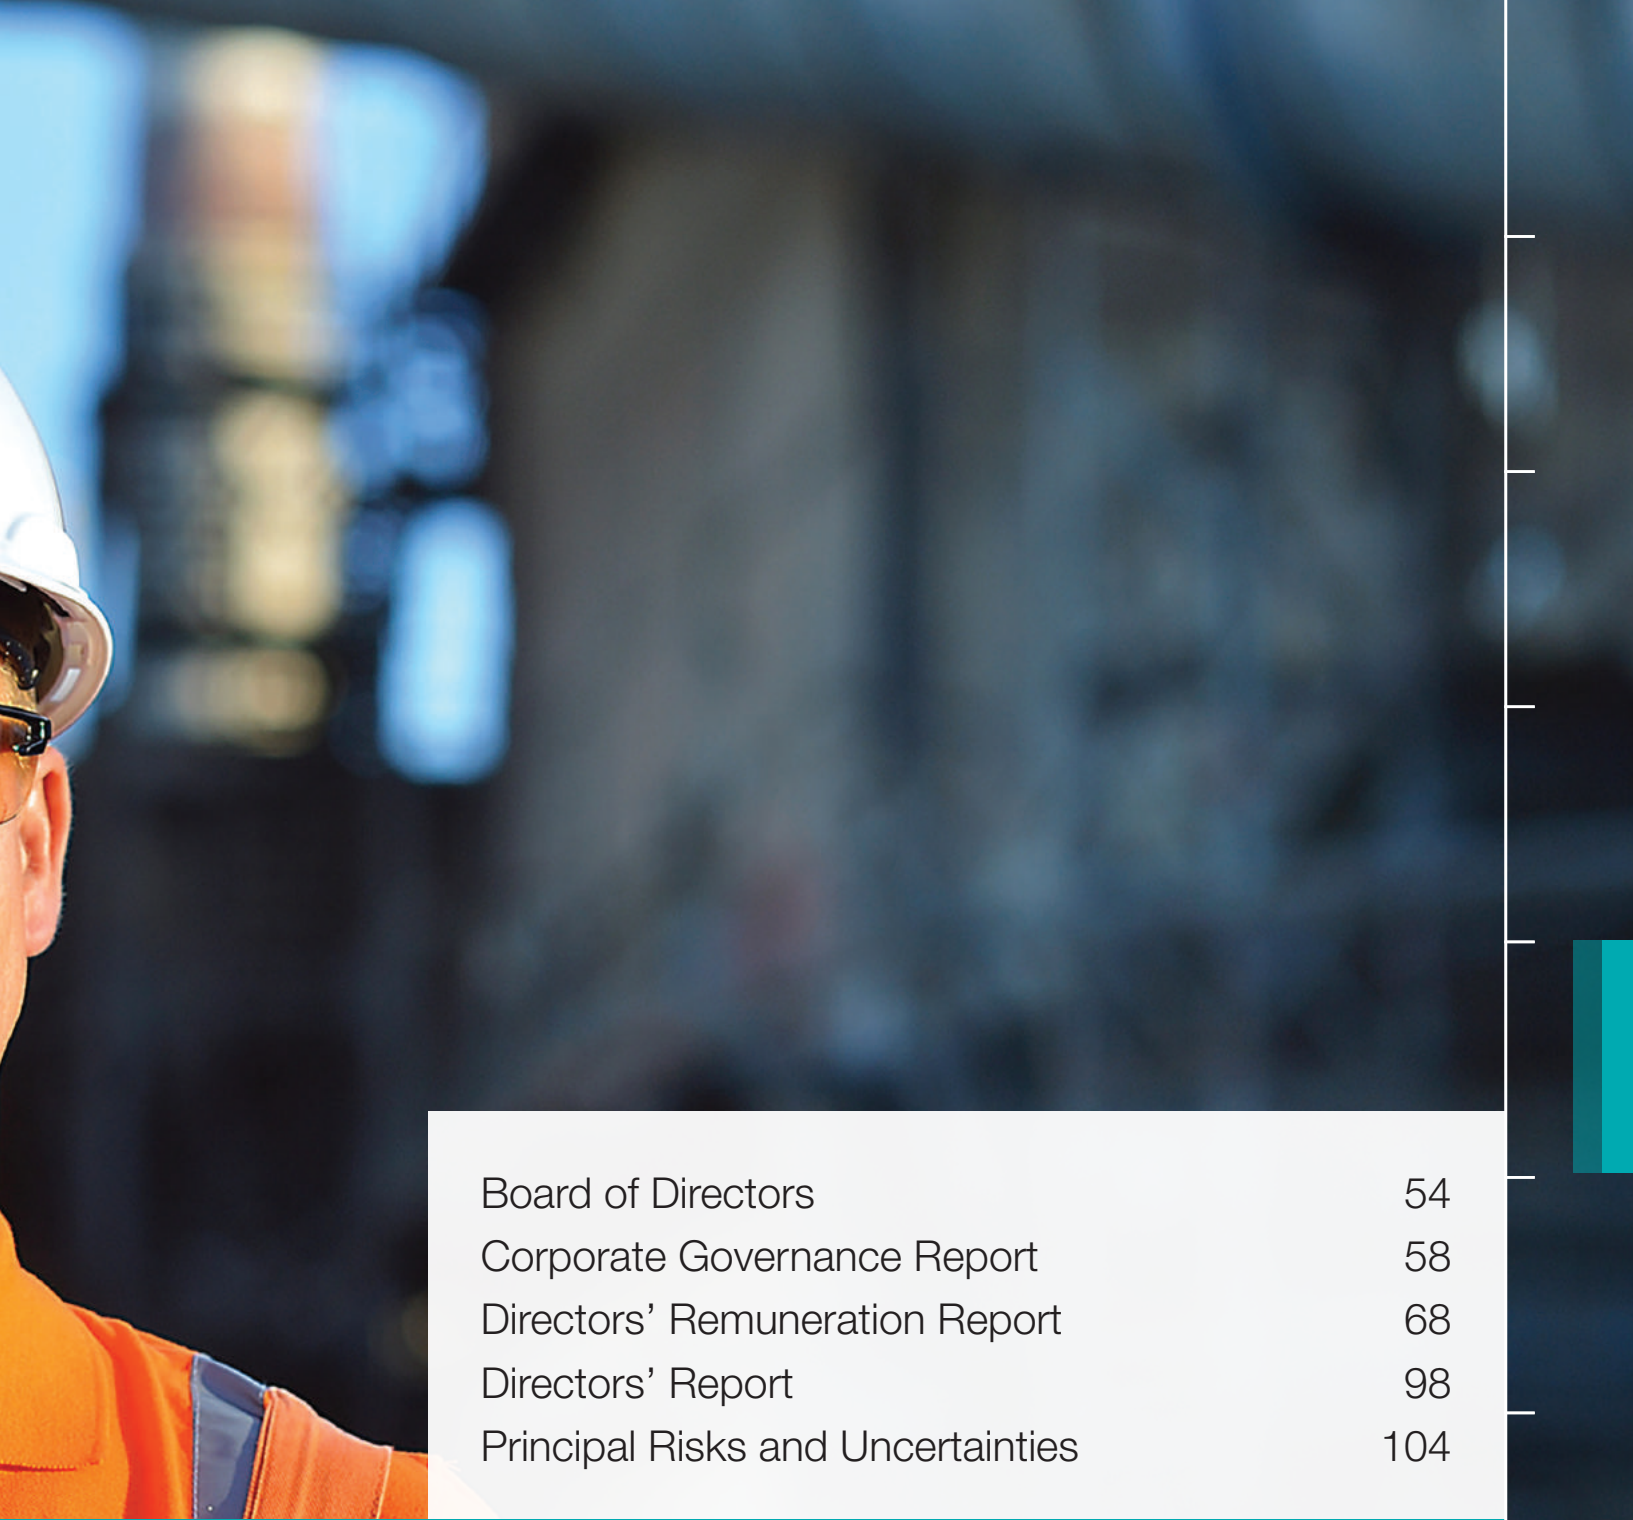 Board of Directors 54
Corporate Governance Report 58
Directors’ Remuneration Report 68
Directors’ Report 98
Principal Risks and Uncertainties 104